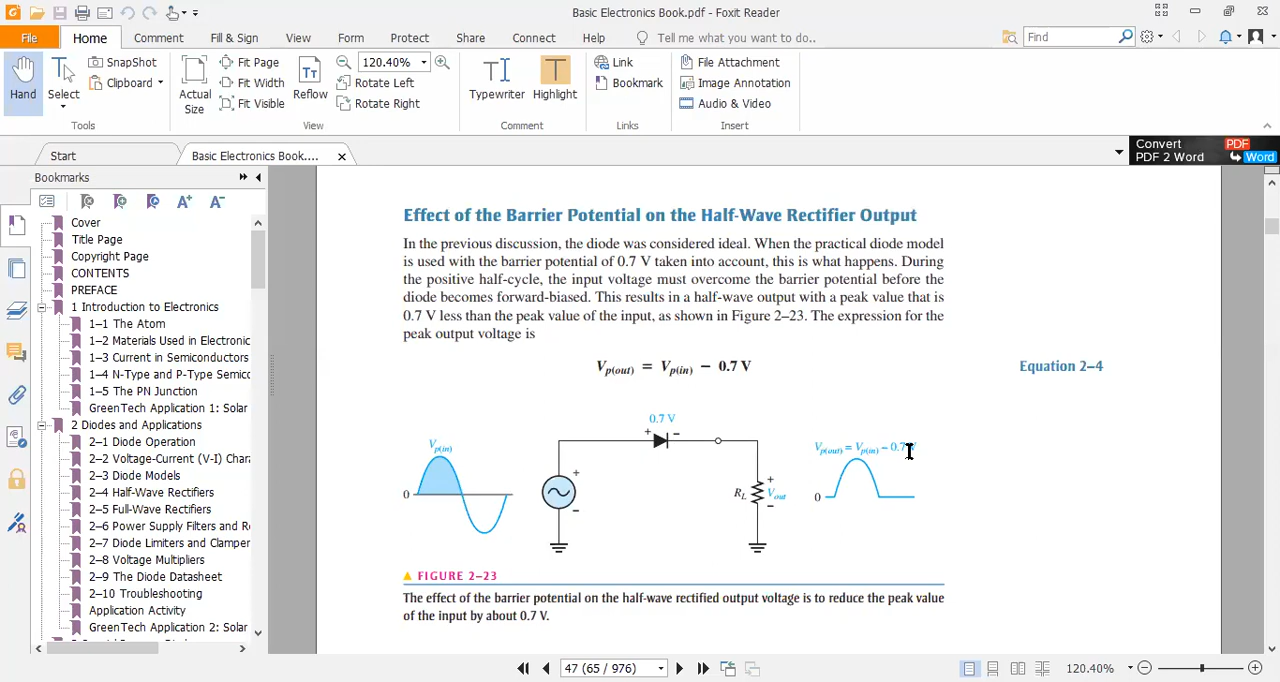 Basic Electronics Book.pdf - Foxit Reader
File Home Comment Fill & Sign View Form Protect Share Connect Help Tell me what you want to do.. Find
Hand
Select
SnapShot
Clipboard
Tools
Actual
Size
Fit Page
Fit Width
Fit Visible
Reflow
120.40%
Rotate Left
Rotate Right
View
Typewriter
Highlight
Comment
Link
Bookmark
Links
File Attachment
Image Annotation
Audio & Video
Insert
Start
Basic Electronics Book....
Convert PDF
PDF 2 Word Word
Bookmarks
Cover
Title Page
Copyright Page
CONTENTS
PREFACE
1 Introduction to Electronics
1–1 The Atom
1–2 Materials Used in Electronic
1–3 Current in Semiconductors
1–4 N-Type and P-Type Semico
1–5 The PN Junction
GreenTech Application 1: Solar
2 Diodes and Applications
2–1 Diode Operation
2–2 Voltage-Current (V-I) Chara
2–3 Diode Models
2–4 Half-Wave Rectifiers
2–5 Full-Wave Rectifiers
2–6 Power Supply Filters and Re
2–7 Diode Limiters and Clamper
2–8 Voltage Multipliers
2–9 The Diode Datasheet
2–10 Troubleshooting
Application Activity
GreenTech Application 2: Solar
Effect of the Barrier Potential on the Half-Wave Rectifier Output
In the previous discussion, the diode was considered ideal. When the practical diode model
is used with the barrier potential of 0.7 V taken into account, this is what happens. During
the positive half-cycle, the input voltage must overcome the barrier potential before the
diode becomes forward-biased. This results in a half-wave output with a peak value that is
0.7 V less than the peak value of the input, as shown in Figure 2–23. The expression for the
peak output voltage is
Vp(out) = Vp(in) − 0.7 V
Equation 2–4
Vp(in)
0
0.7 V
+ −
+
−
RL
+
Vout
−
Vp(out) = Vp(in) − 0.7 V
0
▲ FIGURE 2–23
The effect of the barrier potential on the half-wave rectified output voltage is to reduce the peak value
of the input by about 0.7 V.
47 (65 / 976)
120.40%